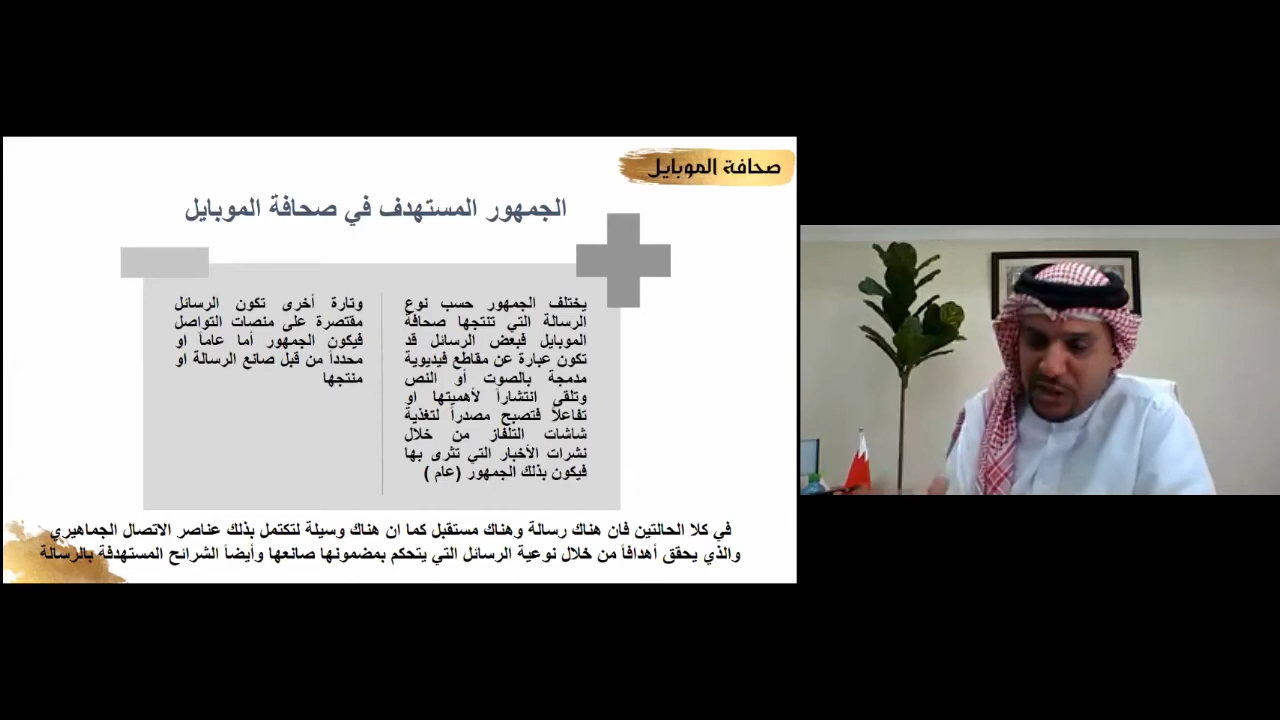 صحافة الموبايل
الجمهور المستهدف في صحافة الموبايل
يختلف الجمهور حسب نوع
الرسالة التي تنتجها صحافة
الموبايل فبعض الرسائل قد
تكون عبارة عن مقاطع فيديوية
مدمجة بالصوت أو النص
وتلقى انتشاراً لأهميتها او
تفاعلاً فتصبح مصدراً لتغذية
شاشات التلفاز من خلال
نشرات الأخبار التي تثرى بها
فيكون بذلك الجمهور (عام )
وتارة أخرى تكون الرسائل
مقتصرة على منصات التواصل
فيكون الجمهور أما عاماً او
محدداً من قبل صانع الرسالة او
منتجها
في كلا الحالتين فان هناك رسالة وهناك مستقبل كما ان هناك وسيلة لتكتمل بذلك عناصر الاتصال الجماهيري
والذي يحقق أهدافاً من خلال نوعية الرسائل التي يتحكم بمضمونها صانعها وأيضاً الشرائح المستهدفة بالرسالة